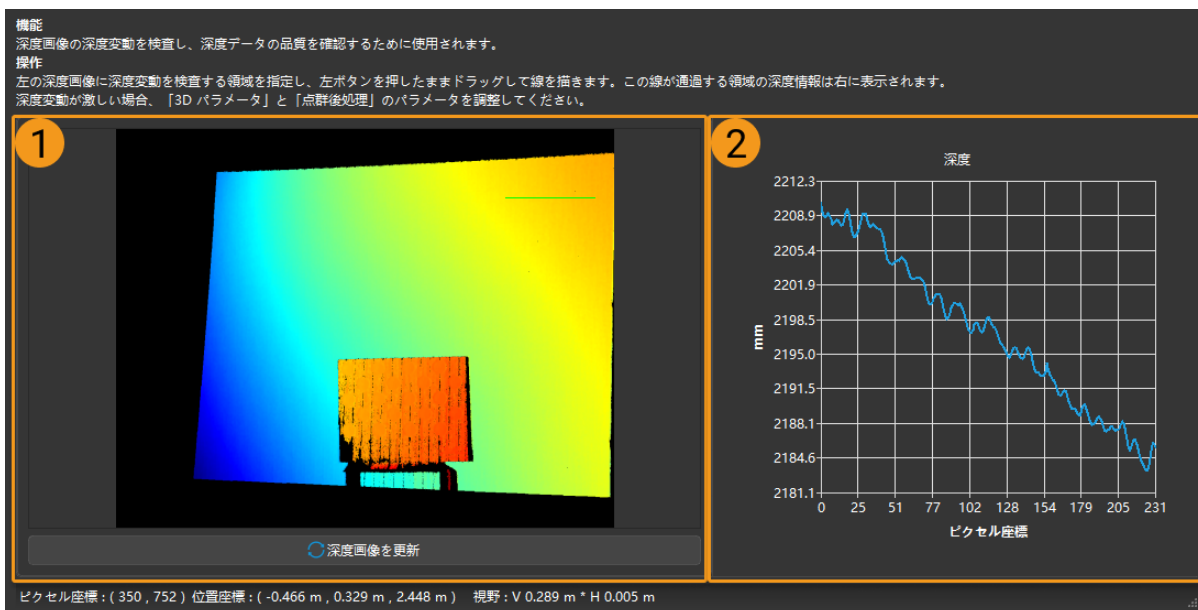 機能
深度画像の深度変動を検査し、深度データの品質を確認するために使用されます。
操作
左の深度画像に深度変動を検査する領域を指定し、左ボタンを押したままドラッグして線を描きます。この線が通過する領域の深度情報は右に表示されます。
深度変動が激しい場合、「3D パラメータ」と「点群後処理」のパラメータを調整してください。
1
2
深度
2212.3
2208.9
2205.4
2201.9
2198.5
2195.0
2191.5
2188.1
2184.6
2181.1
mm
0 25 51 77 102 128 154 179 205 231
ピクセル座標
深度画像を更新
ピクセル座標 : ( 350 , 752 ) 位置座標 : ( -0.466 m , 0.329 m , 2.448 m ) 視野 : V 0.289 m * H 0.005 m